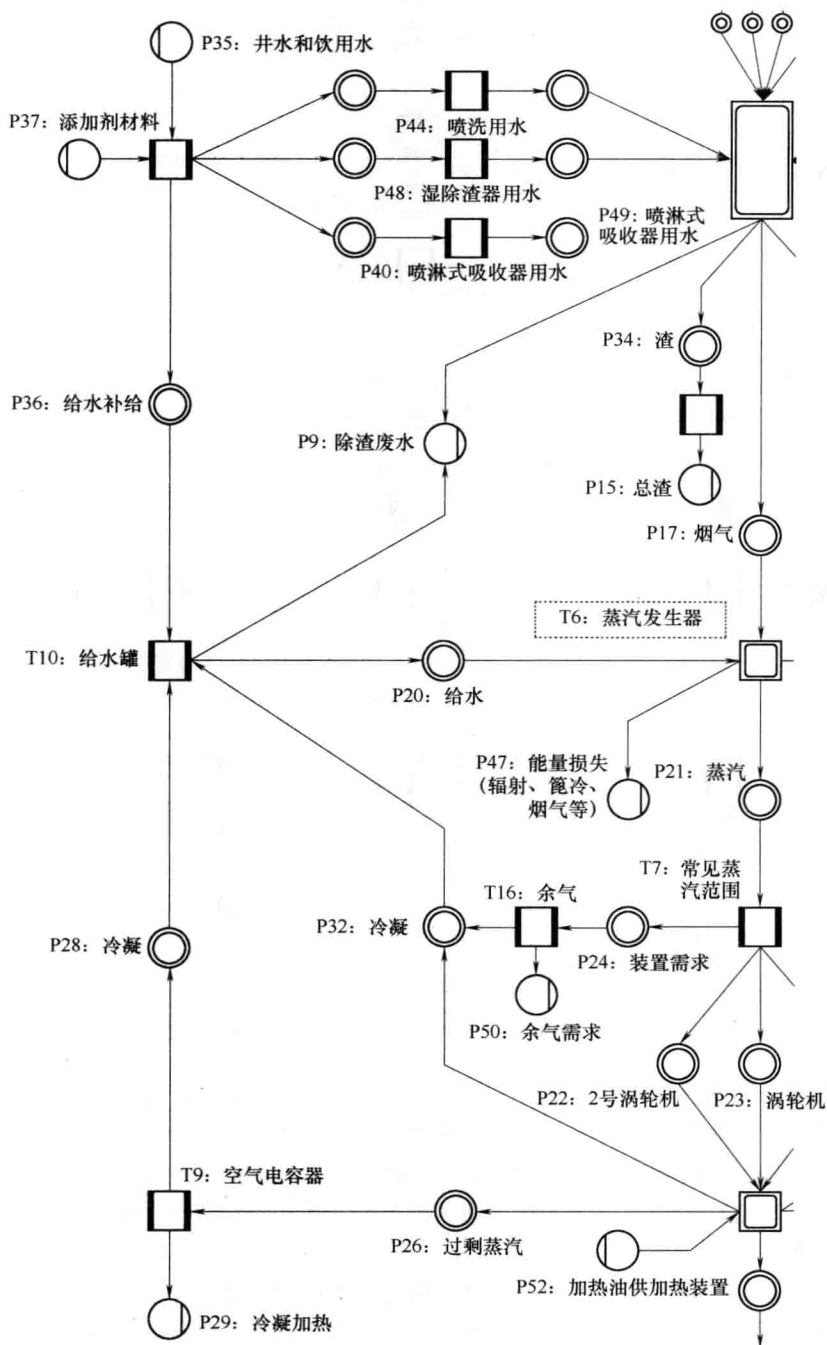 P35：井水和饮用水
P37：添加剂材料
P44：喷洗用水
P48：湿除渣器用水
P49：喷淋式
吸收器用水
P40：喷淋式吸收器用水
P34：渣
P36：给水补给
P9：除渣废水
P15：总渣
P17：烟气
T6：蒸汽发生器
T10：给水罐
P20：给水
P47：能量损失
（辐射、篦冷、
烟气等）
P21：蒸汽
T7：常见蒸
汽范围
T16：余气
P32：冷凝
P28：冷凝
P24：装置需求
P50：余气需求
P22：2号涡轮机
P23：涡轮机
T9：空气电容器
P26：过剩蒸汽
P52：加热油供加热装置
P29：冷凝加热